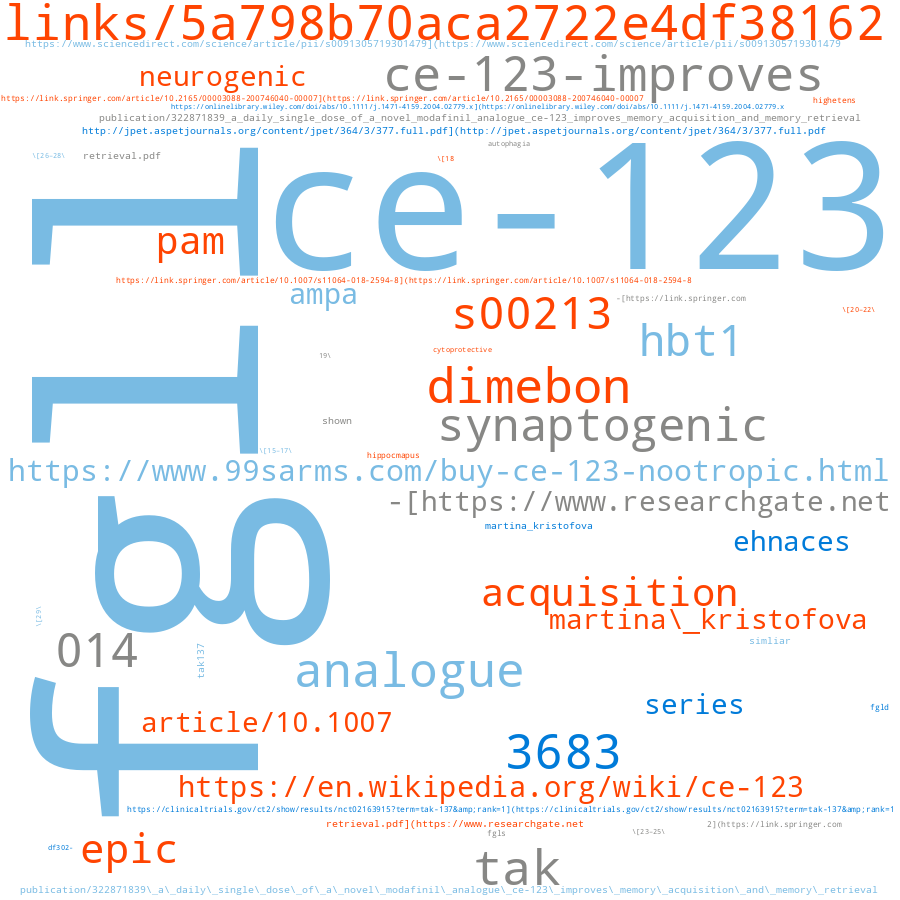 links/5a798b70aca2722e4df38162
https://www.sciencedirect.com/science/article/pii/s0091305719301479](https://www.sciencedirect.com/science/article/pii/s0091305719301479
neurogenic
ce-123-improves
https://link.springer.com/article/10.2165/00003088-200746040-00007](https://link.springer.com/article/10.2165/00003088-200746040-00007
highetens
https://onlinelibrary.wiley.com/doi/abs/10.1111/j.1471-4159.2004.02779.x](https://onlinelibrary.wiley.com/doi/abs/10.1111/j.1471-4159.2004.02779.x
publication/322871839_a_daily_single_dose_of_a_novel_modafinil_analogue_ce-123_improves_memory_acquisition_and_memory_retrieval
http://jpet.aspetjournals.org/content/jpet/364/3/377.full.pdf](http://jpet.aspetjournals.org/content/jpet/364/3/377.full.pdf
autophagia
\[26-28\
retrieval.pdf
\[18
ce-123
fgll
pam
https://link.springer.com/article/10.1007/s11064-018-2594-8](https://link.springer.com/article/10.1007/s11064-018-2594-8
ampa
-[https://link.springer.com
s00213
\[20-22\
hbt1
19\
cytoprotective
dimebon
synaptogenic
shown
\[15-17\
hippocmapus
https://www.99sarms.com/buy-ce-123-nootropic.html
-[https://www.researchgate.net
martina_kristofova
ehnaces
acquisition
\[29\
martina\_kristofova
014
simliar
tak137
analogue
series
fgld
article/10.1007
3683
https://en.wikipedia.org/wiki/ce-123
https://clinicaltrials.gov/ct2/show/results/nct02163915?term=tak-137&amp;rank=1](https://clinicaltrials.gov/ct2/show/results/nct02163915?term=tak-137&amp;rank=1
retrieval.pdf](https://www.researchgate.net
2](https://link.springer.com
fgls
\[23-25\
df302-
epic
tak
publication/322871839\_a\_daily\_single\_dose\_of\_a\_novel\_modafinil\_analogue\_ce-123\_improves\_memory\_acquisition\_and\_memory\_retrieval